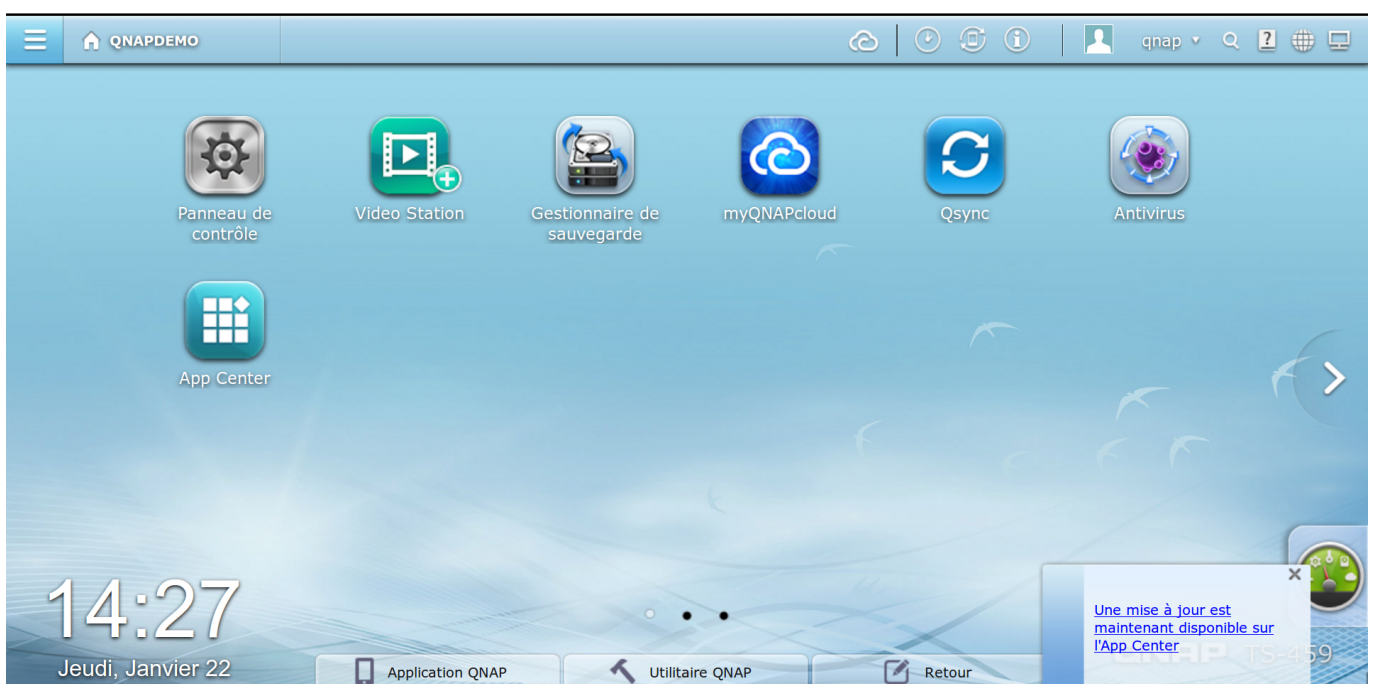 QNAPDEMO
qnap
Panneau de
contrôle
Video Station
Gestionnaire de
sauvegarde
myQNAPcloud
Qsync
Antivirus
App Center
14:27
Jeudi, Janvier 22
Application QNAP
Utilitaire QNAP
Retour
Une mise à jour est
maintenant disponible sur
l'App Center
QNAP TS-459